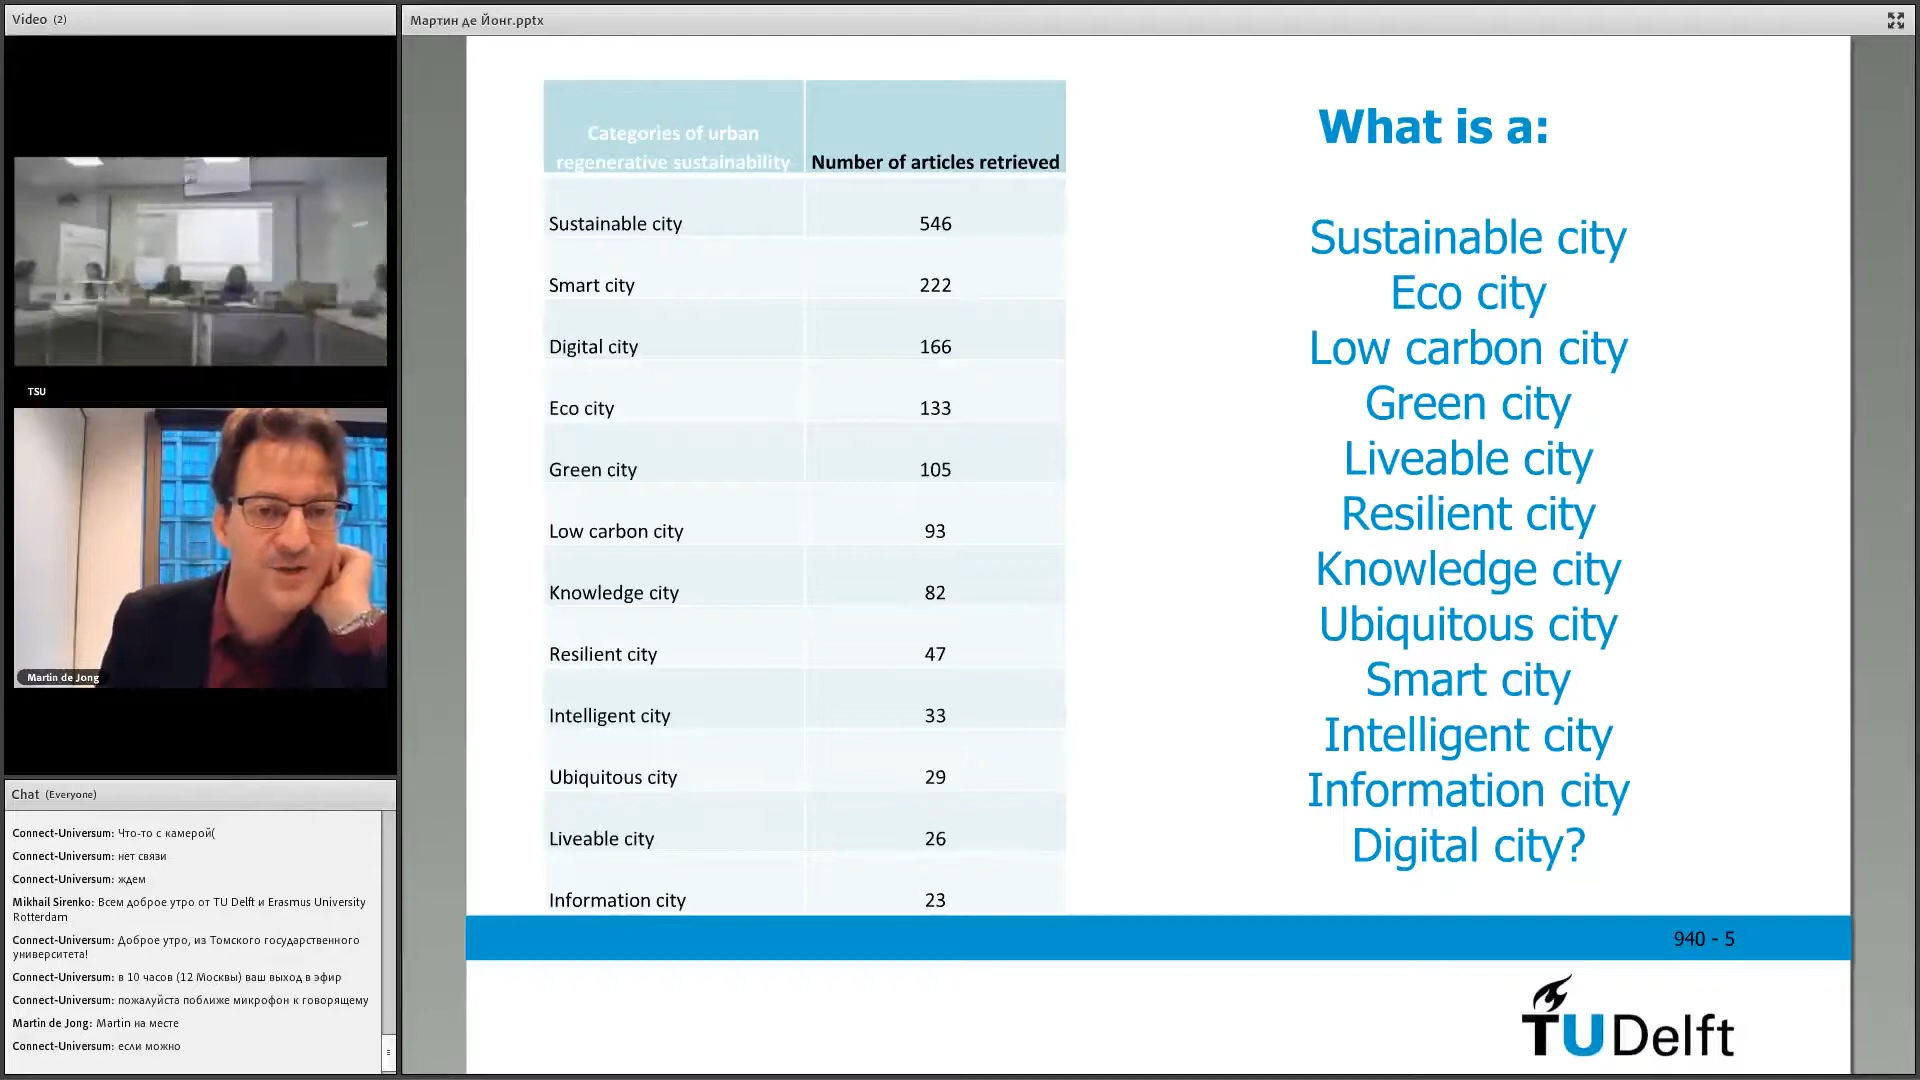 Video (2)
TSU
Martin de Jong
Chat (Everyone)
Connect-Universum: Что-то с камерой(
Connect-Universum: нет связи
Connect-Universum: ждем
Mikhail Sirenko: Всем доброе утро от TU Delft и Erasmus University
Rotterdam
Connect-Universum: Доброе утро, из Томского государственного
университета!
Connect-Universum: в 10 часов (12 Москвы) ваш выход в эфир
Connect-Universum: пожалуйста поближе микрофон к говорящему
Martin de Jong: Martin на месте
Connect-Universum: если можно
Мартин де Йонг.pptx
Categories of urban
regenerative sustainability
Number of articles retrieved
Sustainable city 546
Smart city 222
Digital city 166
Eco city 133
Green city 105
Low carbon city 93
Knowledge city 82
Resilient city 47
Intelligent city 33
Ubiquitous city 29
Liveable city 26
Information city 23
What is a:
Sustainable city
Eco city
Low carbon city
Green city
Liveable city
Resilient city
Knowledge city
Ubiquitous city
Smart city
Intelligent city
Information city
Digital city?
940 - 5
TU Delft